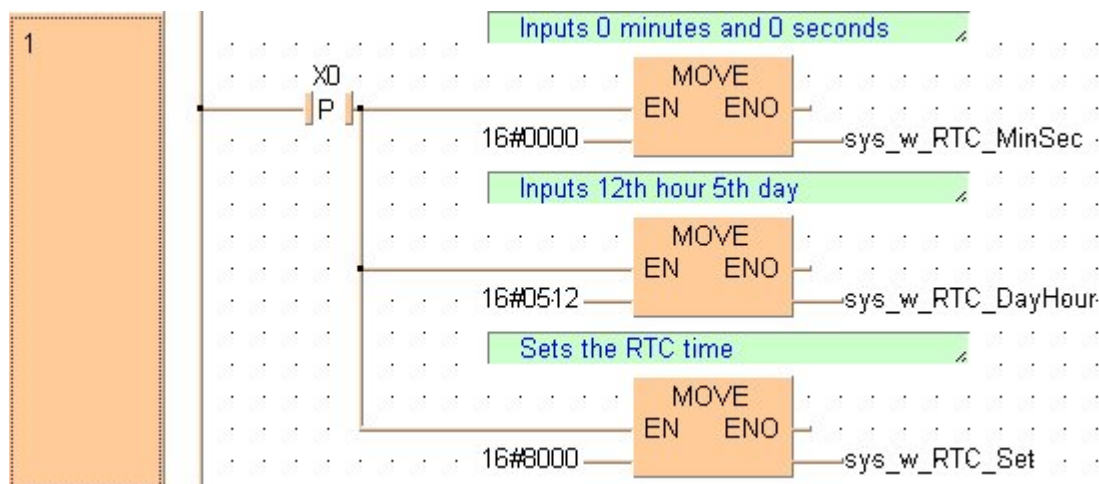 1
Inputs 0 minutes and 0 seconds
X0
P
MOVE
EN ENO
16#0000
sys_w_RTC_MinSec
Inputs 12th hour 5th day
MOVE
EN ENO
16#0512
sys_w_RTC_DayHour
Sets the RTC time
MOVE
EN ENO
16#8000
sys_w_RTC_Set